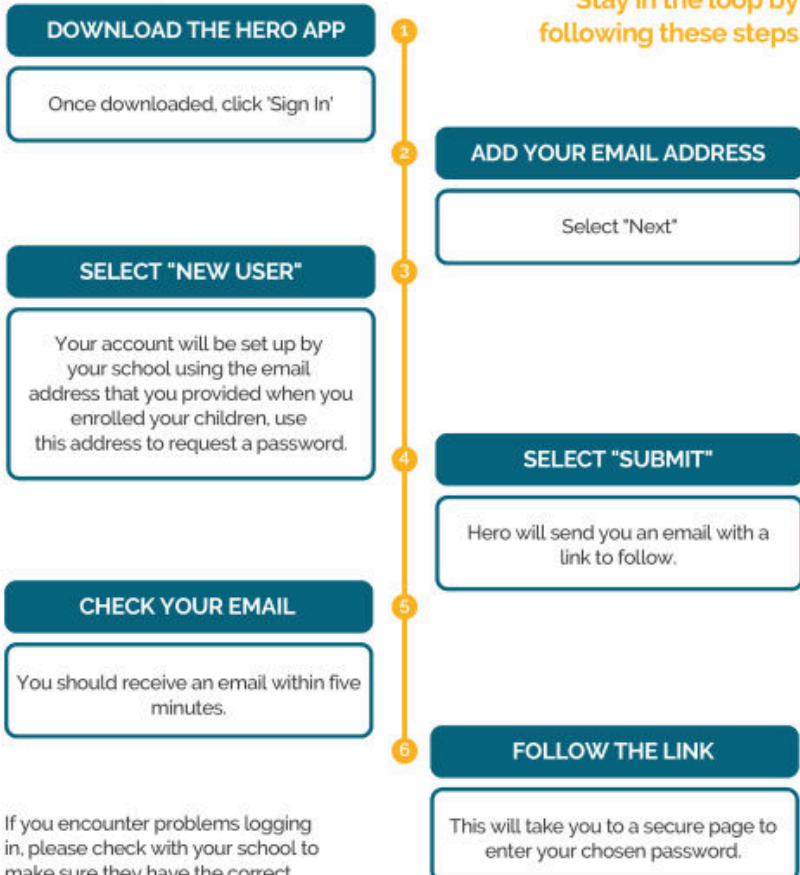 Stay in the loop by
following these steps
1
DOWNLOAD THE HERO APP
Once downloaded, click 'Sign In'
2
ADD YOUR EMAIL ADDRESS
Select "Next"
3
SELECT "NEW USER"
Your account will be set up by
your school using the email
address that you provided when you
enrolled your children, use
this address to request a password.
4
SELECT "SUBMIT"
Hero will send you an email with a
link to follow.
5
CHECK YOUR EMAIL
You should receive an email within five
minutes.
6
FOLLOW THE LINK
This will take you to a secure page to
enter your chosen password.
If you encounter problems logging
in, please check with your school to
make sure they have the correct